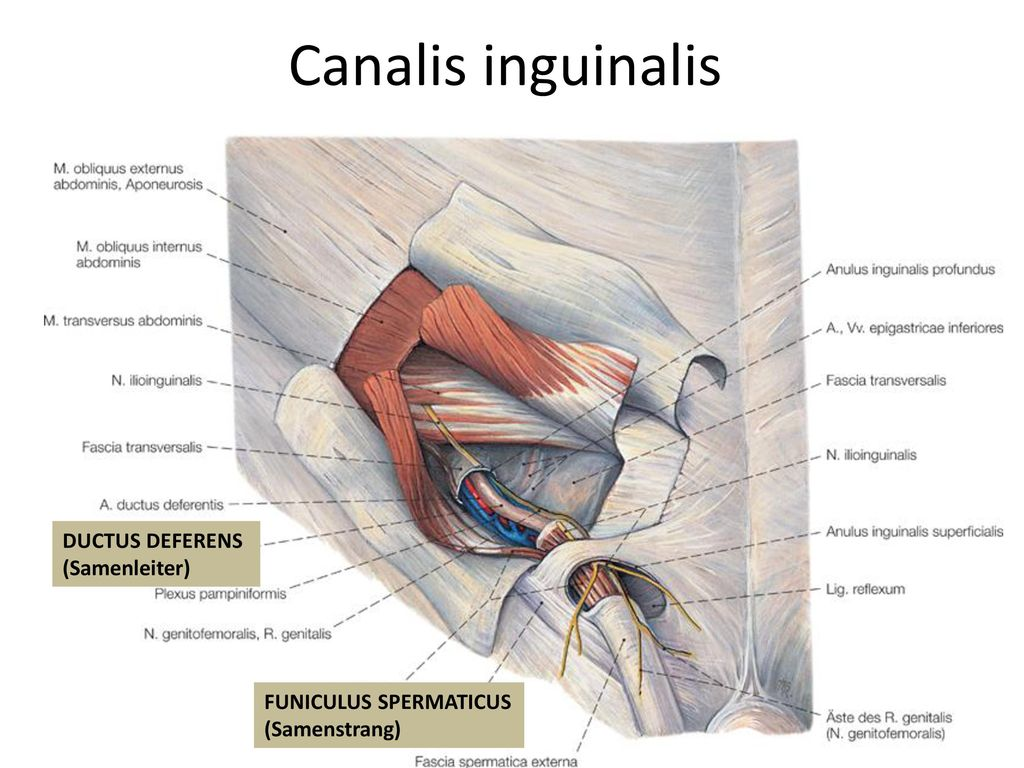 Canalis inguinalis
M. obliquus externus
abdominis, Aponeurosis
M. obliquus internus
abdominis
M. transversus abdominis
N. ilioinguinalis
Fascia transversalis
A. ductus deferentis
DUCTUS DEFERENS
(Samenleiter)
Plexus pampiniformis
N. genitofemoralis, R. genitalis
FUNICULUS SPERMATICUS
(Samenstrang)
Fascia spermatica externa
Anulus inguinalis profundus
A., Vv. epigastricae inferiores
Fascia transversalis
N. ilioinguinalis
Anulus inguinalis superficialis
Lig. reflexum
Äste des R. genitalis
(N. genitofemoralis)